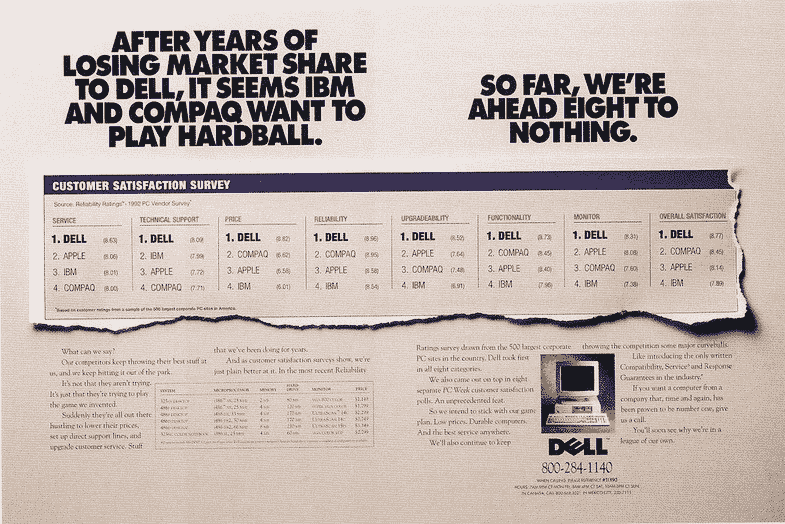 AFTER YEARS OF
LOSING MARKET SHARE
TO DELL, IT SEEMS IBM
AND COMPAQ WANT TO
PLAY HARDBALL.
SO FAR, WE'RE
AHEAD EIGHT TO
NOTHING.
CUSTOMER SATISFACTION SURVEY
Source: Reliability Ratings - 1992 PC Vendor Survey*
SERVICE TECHNICAL SUPPORT PRICE RELIABILITY UPGRADEABILITY FUNCTIONALITY MONITOR OVERALL SATISFACTION
1. DELL (8.63) 1. DELL (8.09) 1. DELL 1. DELL (8.96) 1. DELL (8.52) 1. DELL (8.73) 1. DELL (8.31) 1. DELL (8.77)
2. APPLE (8.06) 2. IBM (7.99) 2. COMPAQ 2. COMPAQ (8.95) 2. APPLE (7.64) 2. COMPAQ (8.45) 2. APPLE (8.08) 2. COMPAQ (8.45)
3. IBM (8.01) 3. APPLE (7.72) 3. APPLE 3. APPLE (8.58) 3. COMPAQ (7.48) 3. APPLE (8.40) 3. COMPAQ (7.60) 3. APPLE (8.14)
4. COMPAQ (8.00) 4. COMPAQ (7.71) 4. IBM 4. IBM (8.54) 4. IBM (6.91) 4. IBM (7.96) 4. IBM (7.38) 4. IBM (7.89)
*Based on customer ratings from a sample of the 500 largest corporate PC sites in America.
What can we say?
Our competitors keep throwing their best stuff at
us, and we keep hitting it out of the park.
It's not that they aren't trying.
It's just that they're trying to play
the game we invented.
Suddenly they're all out there
hustling to lower their prices,
set up direct support lines, and
upgrade customer service. Stuff
that we've been doing for years.
And as customer satisfaction surveys show, we're
just plain better at it. In the most recent Reliability
SYSTEM MICROPROCESSOR MEMORY HARD DRIVE MONITOR PRICE
Ratings survey drawn from the 500 largest corporate
PC sites in the country, Dell took first
in all eight categories.
We also came out on top in eight
separate PC Week customer satisfaction
polls. An unprecedented feat.
So we intend to stick with our game
plan. Low prices. Durable computers.
And the best service anywhere.
We'll also continue to keep
throwing the competition some major curveballs.
Like introducing the only written
Compatibility, Service and Response
Guarantees in the industry.
If you want a computer from a
company that, time and again, has
been proven to be number one, give
us a call.
You'll soon see why we're in a
league of our own.
DELL
800-284-1140